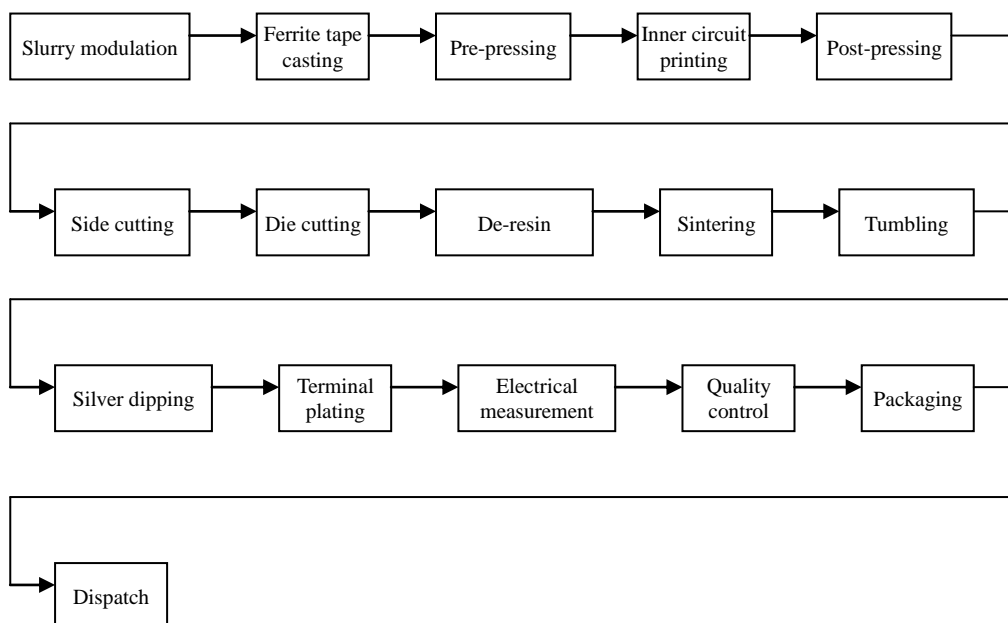 Slurry modulation
Ferrite tape
casting
Pre-pressing
Inner circuit
printing
Post-pressing
Side cutting
Die cutting
De-resin
Sintering
Tumbling
Silver dipping
Terminal
plating
Electrical
measurement
Quality
control
Packaging
Dispatch